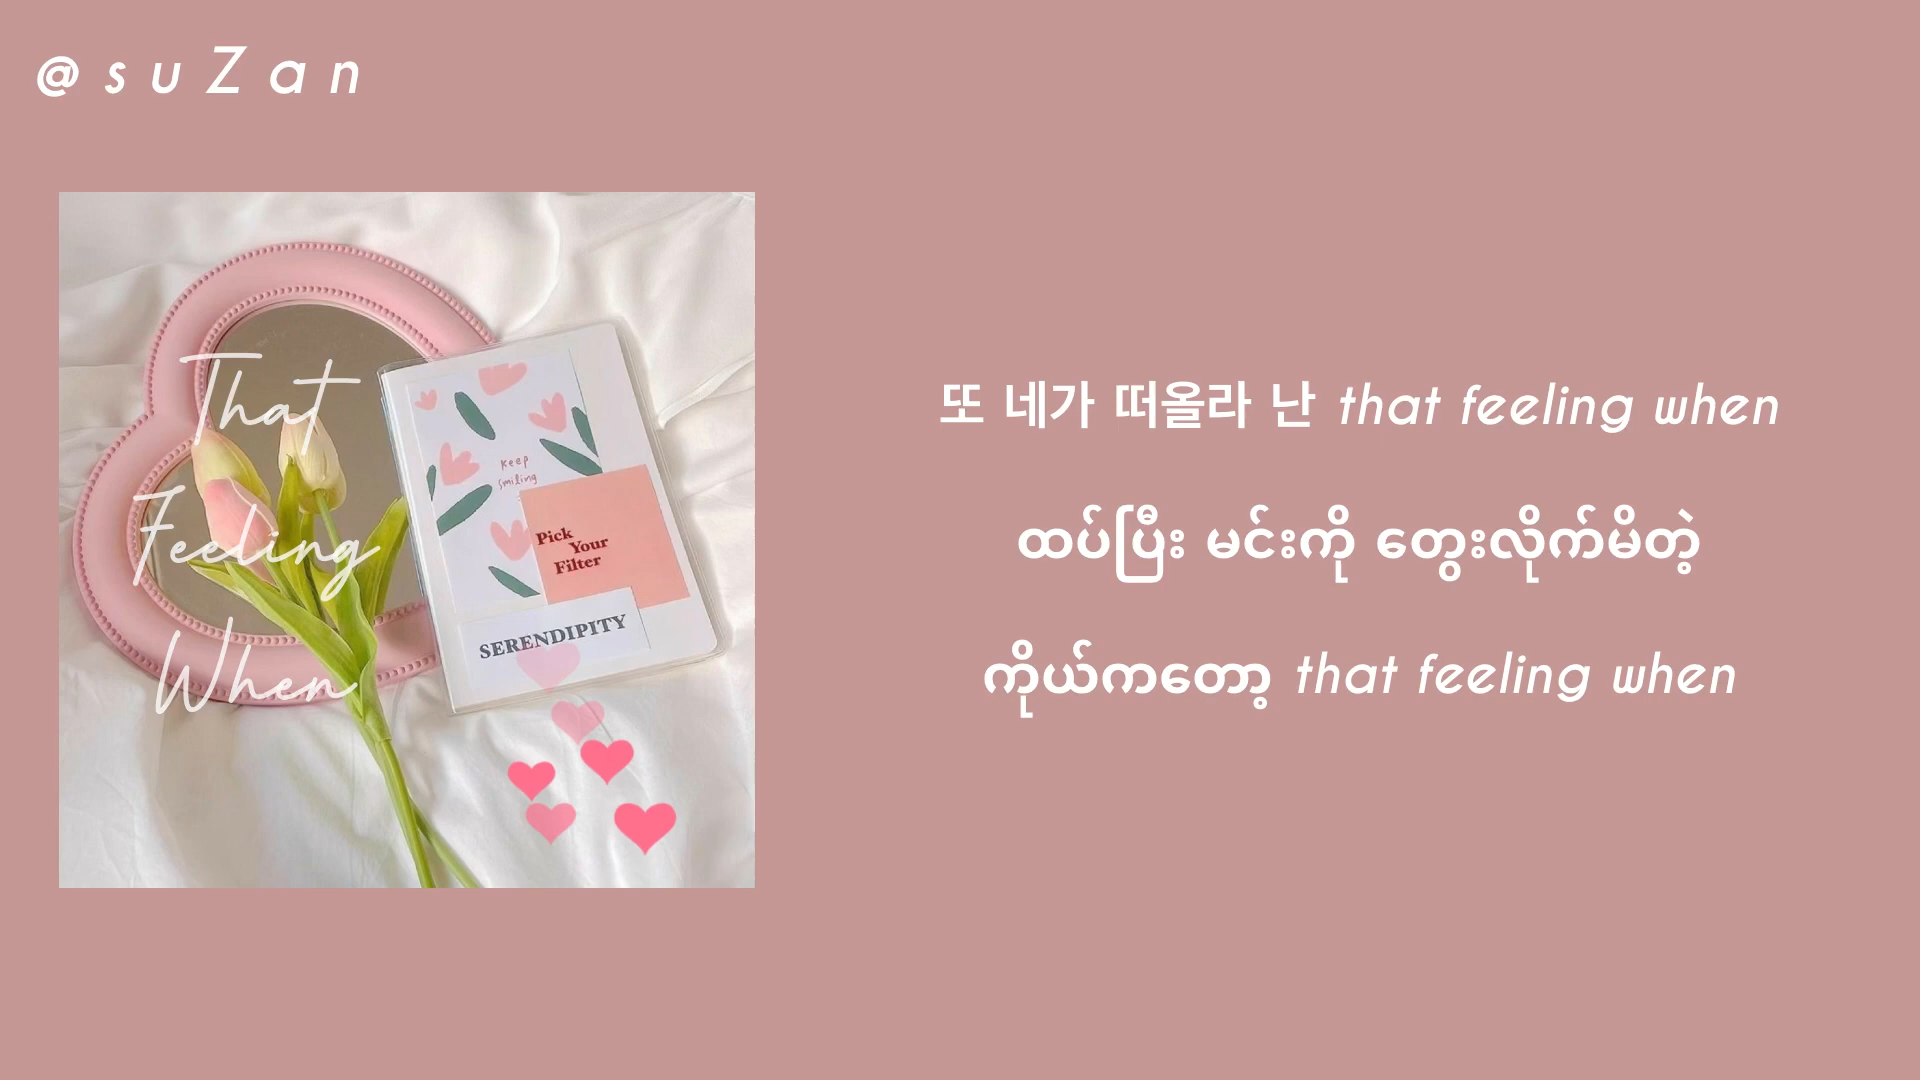 @suZan
That
Feeling
When
keep
smiling
Pick
Your
Filter
SERENDIPITY
또 네가 떠올라 난 that feeling when
ထပ်ပြီး မင်းကို တွေးလိုက်မိတဲ့
ကိုယ်ကတော့ that feeling when